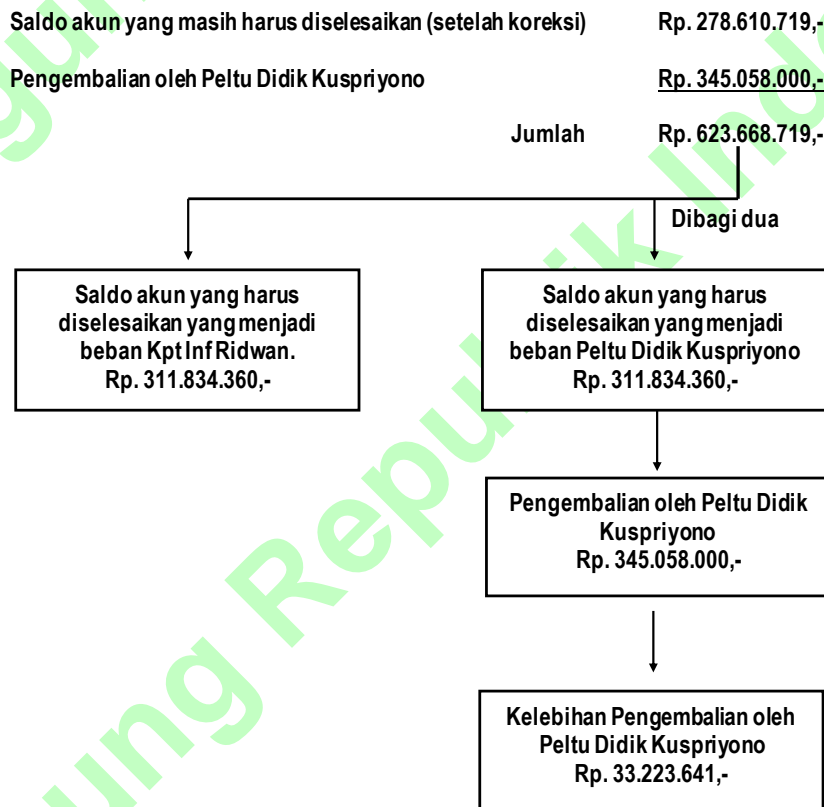 Saldo akun yang masih harus diselesaikan (setelah koreksi) Rp. 278.610.719,-
Pengembalian oleh Peltu Didik Kuspriyono Rp. 345.058.000,-
Jumlah Rp. 623.668.719,-
Dibagi dua
Saldo akun yang harus
diselesaikan yang menjadi
beban Kpt Inf Ridwan.
Rp. 311.834.360,-
Saldo akun yang harus
diselesaikan yang menjadi
beban Peltu Didik Kuspriyono
Rp. 311.834.360,-
Pengembalian oleh Peltu Didik
Kuspriyono
Rp. 345.058.000,-
Kelebihan Pengembalian oleh
Peltu Didik Kuspriyono
Rp. 33.223.641,-